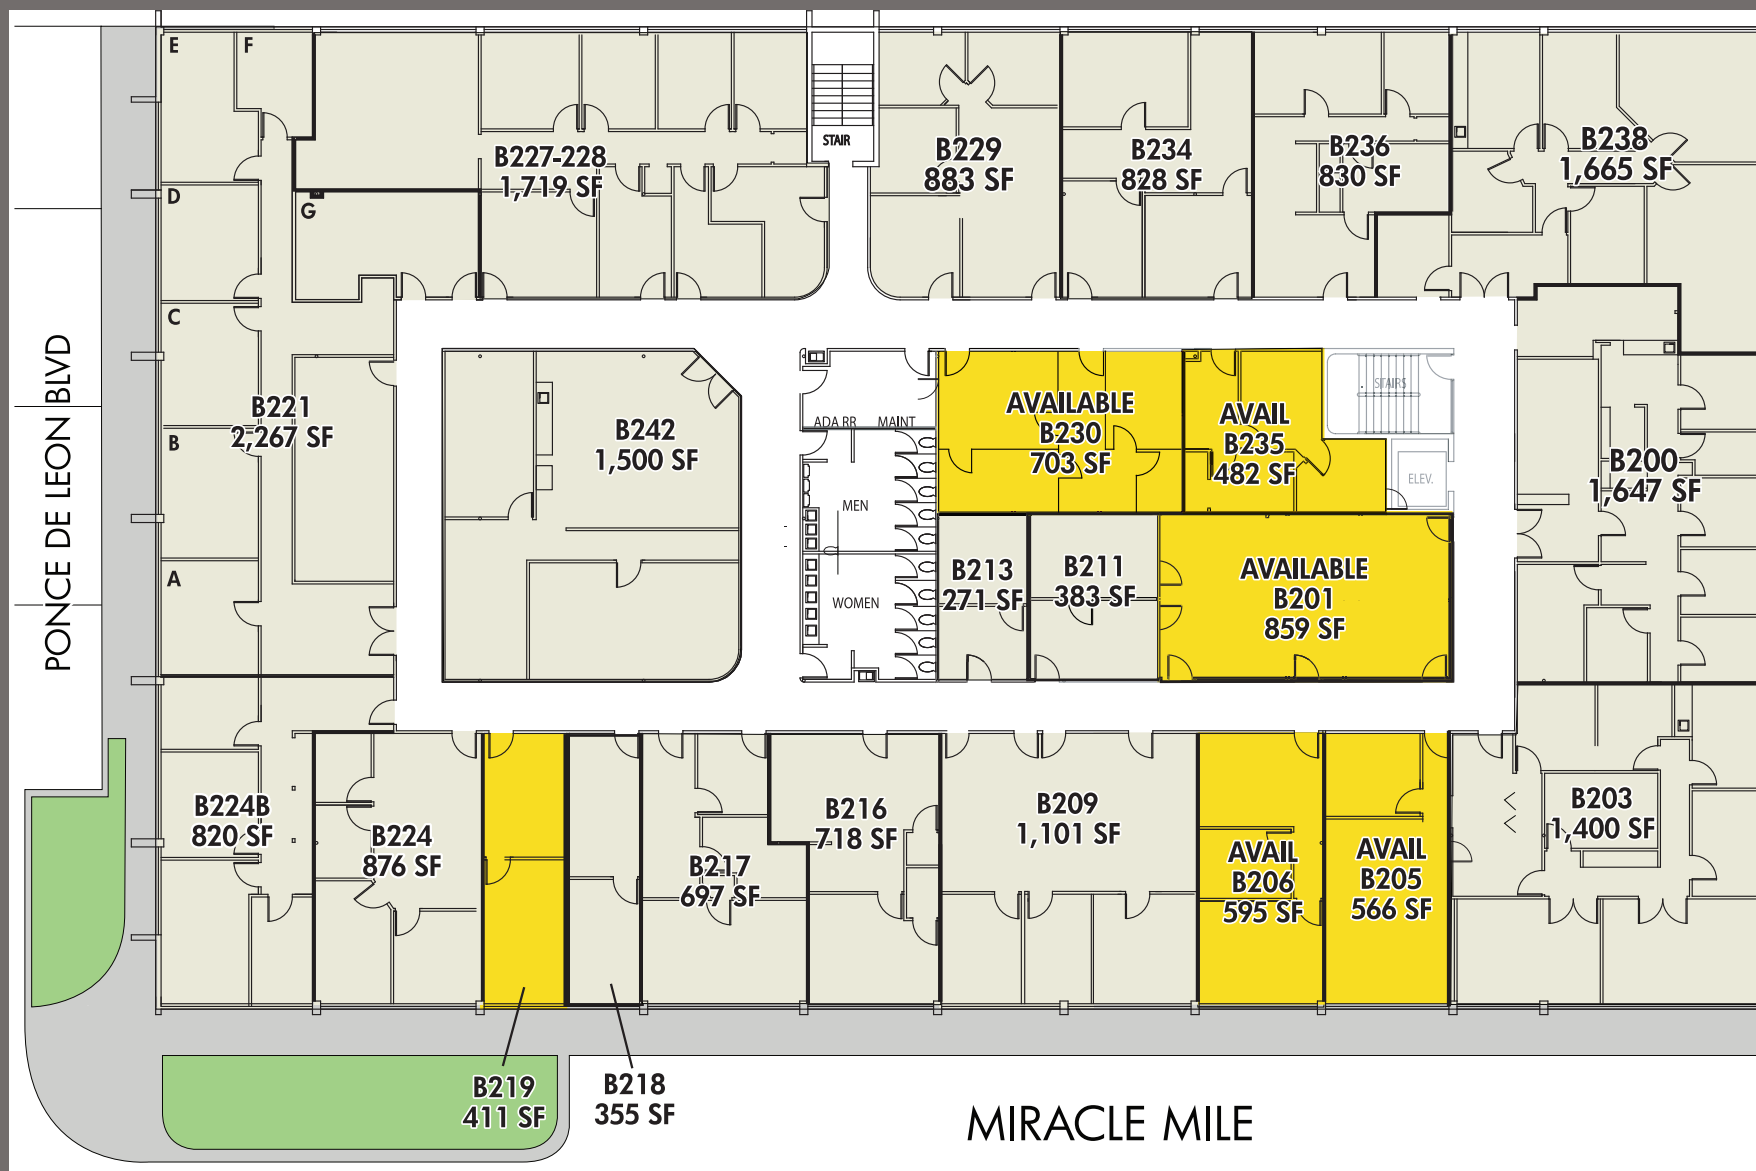 E
F
STAIR
B227-228
1,719 SF
B229
883 SF
B234
828 SF
B236
830 SF
B238
1,665 SF
D
G
C
PONCE DE LEON BLVD
B221
2,267 SF
B
A
B242
1,500 SF
ADA RR
MAINT
MEN
WOMEN
AVAILABLE
B230
703 SF
AVAIL
B235
482 SF
STAIRS
ELEV.
B200
1,647 SF
B213
271 SF
B211
383 SF
AVAILABLE
B201
859 SF
B224B
820 SF
B224
876 SF
B217
697 SF
B216
718 SF
B209
1,101 SF
AVAIL
B206
595 SF
AVAIL
B205
566 SF
B203
1,400 SF
B219
411 SF
B218
355 SF
MIRACLE MILE